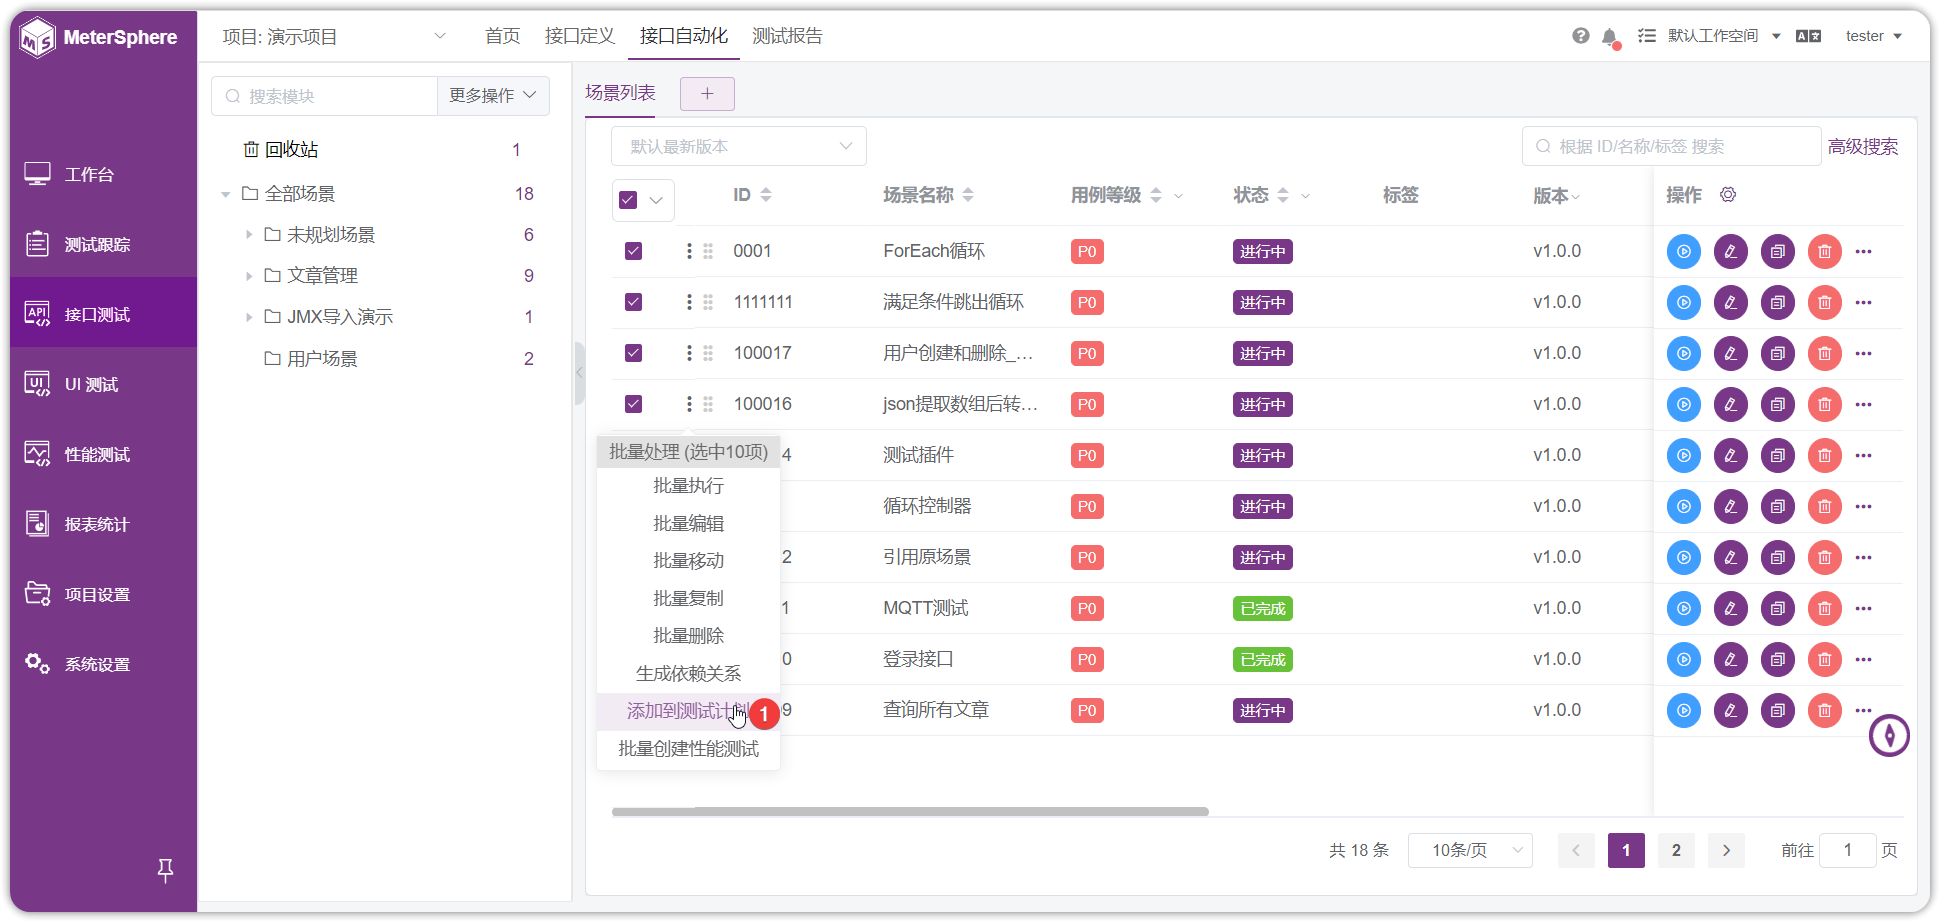 MeterSphere
项目: 演示项目
首页
接口定义
接口自动化
测试报告
默认工作空间
tester
工作台
测试跟踪
接口测试
UI 测试
性能测试
报表统计
项目设置
系统设置
搜索模块
更多操作
回收站 1
全部场景 18
未规划场景 6
文章管理 9
JMX导入演示 1
用户场景 2
场景列表
+
默认最新版本
根据 ID/名称/标签 搜索
高级搜索
ID 场景名称 用例等级 状态 标签 版本 操作
0001 ForEach循环 P0 进行中 v1.0.0
1111111 满足条件跳出循环 P0 进行中 v1.0.0
100017 用户创建和删除_... P0 进行中 v1.0.0
100016 json提取数组后转... P0 进行中 v1.0.0
4 测试插件 P0 进行中 v1.0.0
循环控制器 P0 进行中 v1.0.0
2 引用原场景 P0 进行中 v1.0.0
1 MQTT测试 P0 已完成 v1.0.0
0 登录接口 P0 已完成 v1.0.0
9 查询所有文章 P0 进行中 v1.0.0
批量处理 (选中10项)
批量执行
批量编辑
批量移动
批量复制
批量删除
生成依赖关系
添加到测试计
1
批量创建性能测试
共 18 条
10条/页
1
2
前往 1 页